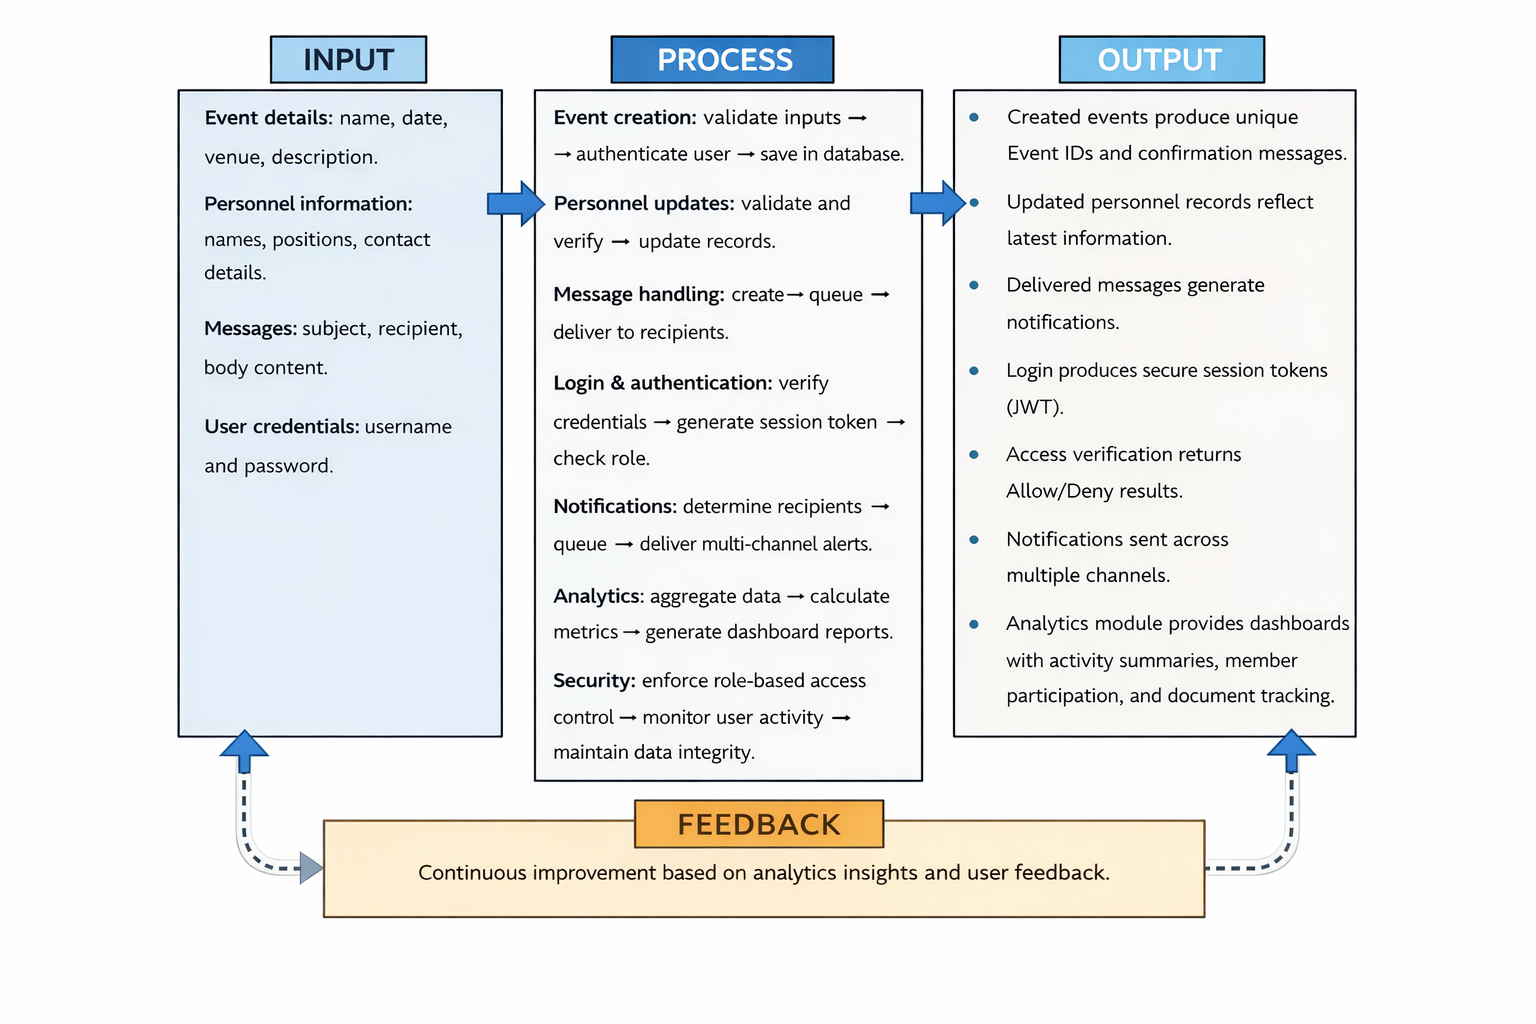 INPUT
Event details: name, date,
venue, description.
Personnel information:
names, positions, contact
details.
Messages: subject, recipient,
body content.
User credentials: username
and password.
PROCESS
Event creation: validate inputs →
→ authenticate user → save in database.
Personnel updates: validate and
verify → update records.
Message handling: create → queue →
deliver to recipients.
Login & authentication: verify
credentials → generate session token →
check role.
Notifications: determine recipients →
queue → deliver multi-channel alerts.
Analytics: aggregate data → calculate
metrics → generate dashboard reports.
Security: enforce role-based access
control → monitor user activity →
maintain data integrity.
OUTPUT
• Created events produce unique
Event IDs and confirmation messages.
• Updated personnel records reflect
latest information.
• Delivered messages generate
notifications.
• Login produces secure session tokens
(JWT).
• Access verification returns
Allow/Deny results.
• Notifications sent across
multiple channels.
• Analytics module provides dashboards
with activity summaries, member
participation, and document tracking.
FEEDBACK
Continuous improvement based on analytics insights and user feedback.